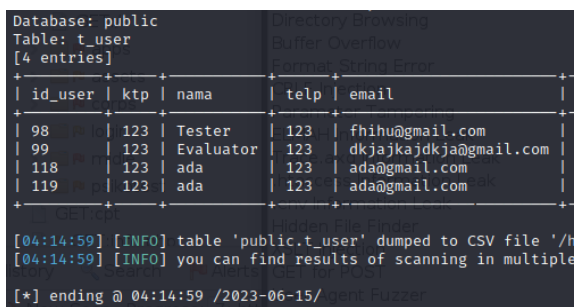 Database: public
Table: t_user
[4 entries]
| id_user | ktp | nama | telp | email |
| 98 | 123 | Tester | 123 | fhihu@gmail.com |
| 99 | 123 | Evaluator | 123 | dkjajkajdkja@gmail.com |
| 118 | 123 | ada | 123 | ada@gmail.com |
| 119 | 123 | ada | 123 | ada@gmail.com |
[04:14:59] [INFO] table 'public.t_user' dumped to CSV file '/h
[04:14:59] [INFO] you can find results of scanning in multiple
[*] ending @ 04:14:59 /2023-06-15/
Directory Browsing
Buffer Overflow
Format String Error
Hidden File Finder
GET:cpt
Search
Alerts
GET for POST
Agent Fuzzer